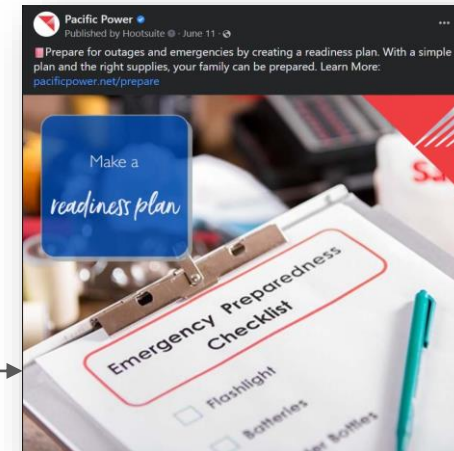 Pacific Power
Published by Hootsuite · June 11 ·
Prepare for outages and emergencies by creating a readiness plan. With a simple
plan and the right supplies, your family can be prepared. Learn More:
pacificpower.net/prepare
Make a
readiness plan
Emergency Preparedness
Checklist
Flashlight
Batteries
Bottles